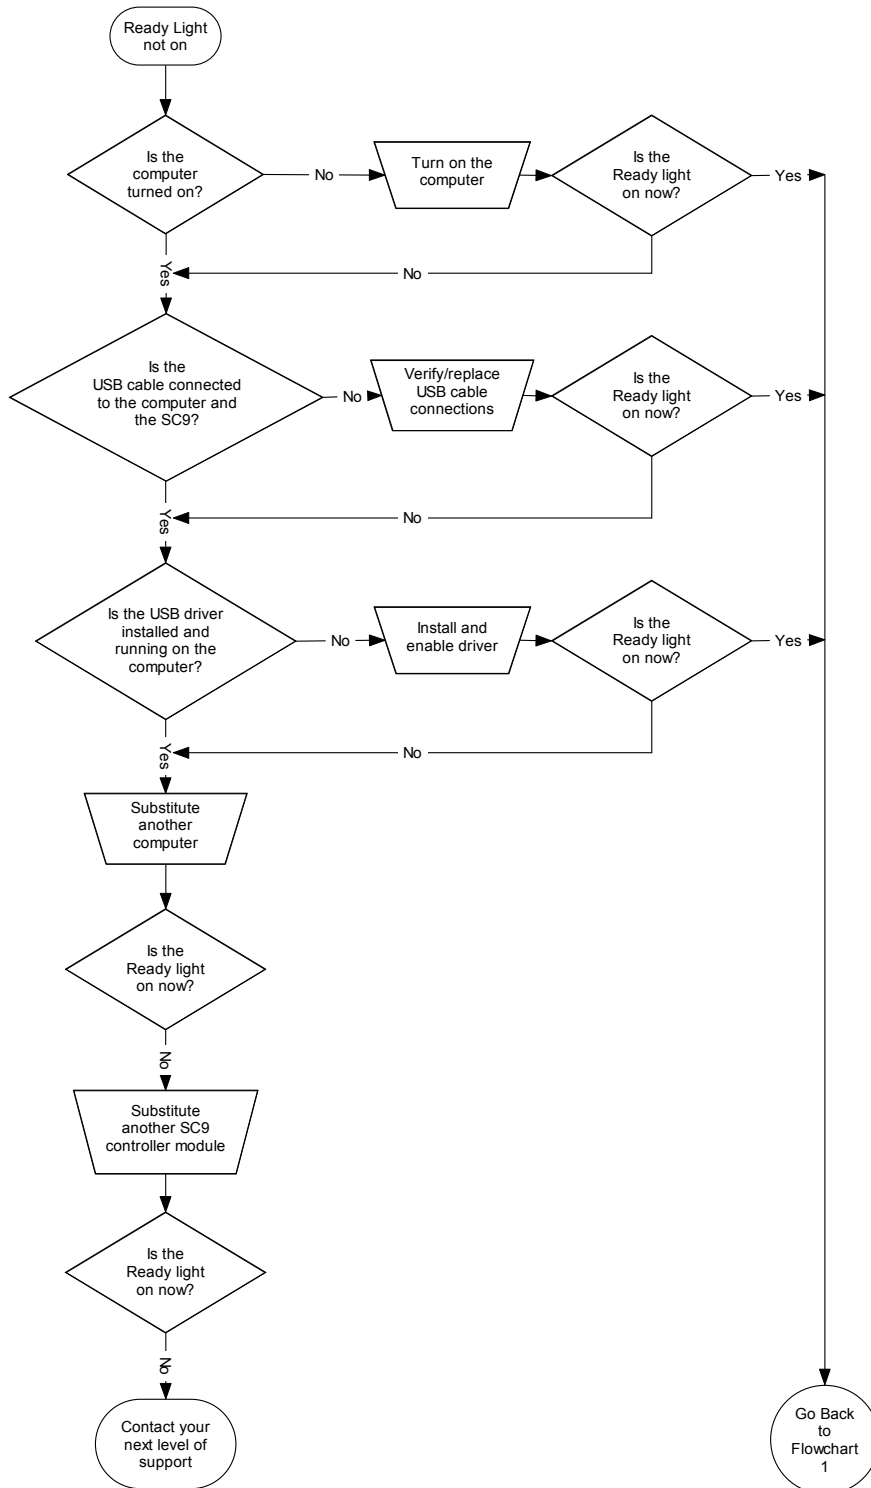 Ready Light
not on
Is the
computer
turned on?
No
Turn on the
computer
Is the
Ready light
on now?
Yes
No
Yes
Is the
USB cable connected
to the computer and
the SC9?
No
Verify/replace
USB cable
connections
Is the
Ready light
on now?
Yes
No
Yes
Is the USB driver
installed and
running on the
computer?
No
Install and
enable driver
Is the
Ready light
on now?
Yes
No
Yes
Substitute
another
computer
Is the
Ready light
on now?
No
Substitute
another SC9
controller module
Is the
Ready light
on now?
No
Contact your
next level of
support
Go Back
to
Flowchart
1